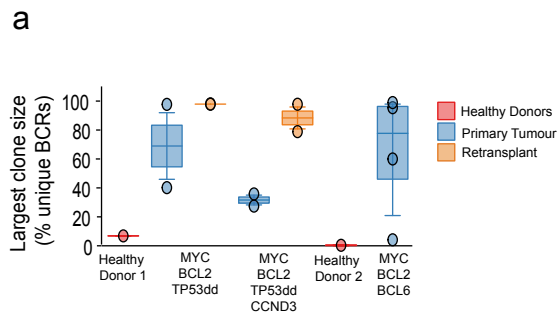 a
Largest clone size
(% unique BCRs)
100
80
60
40
20
0
Healthy Donors
Primary Tumour
Retransplant
Healthy
Donor 1
MYC
BCL2
TP53dd
MYC
BCL2
TP53dd
CCND3
Healthy
Donor 2
MYC
BCL2
BCL6